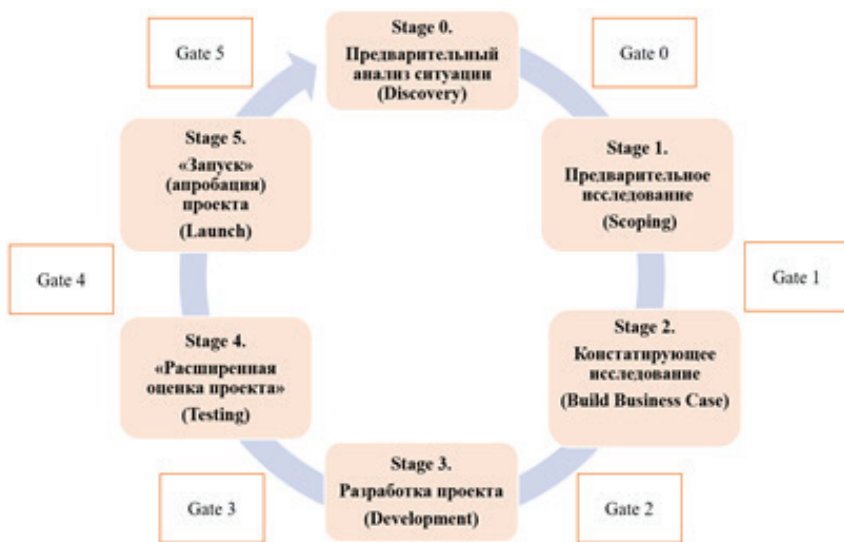 Stage 0.
Предварительный
анализ ситуации
(Discovery)
Gate 0
Stage 1.
Предварительное
исследование
(Scoping)
Gate 1
Stage 2.
Констатирующее
исследование
(Build Business Case)
Gate 2
Stage 3.
Разработка проекта
(Development)
Gate 3
Stage 4.
«Расширенная
оценка проекта»
(Testing)
Gate 4
Stage 5.
«Запуск»
(апробация)
проекта
(Launch)
Gate 5